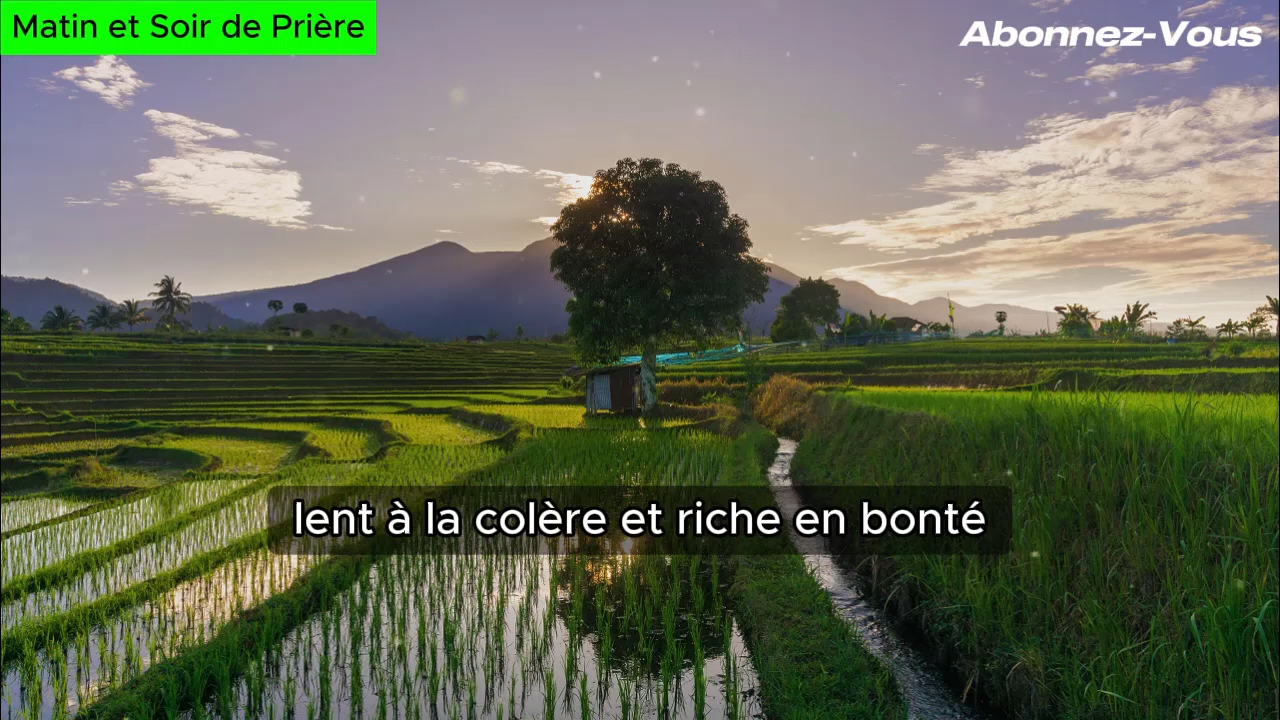 Matin et Soir de Prière
Abonnez-Vous
lent à la colère et riche en bonté